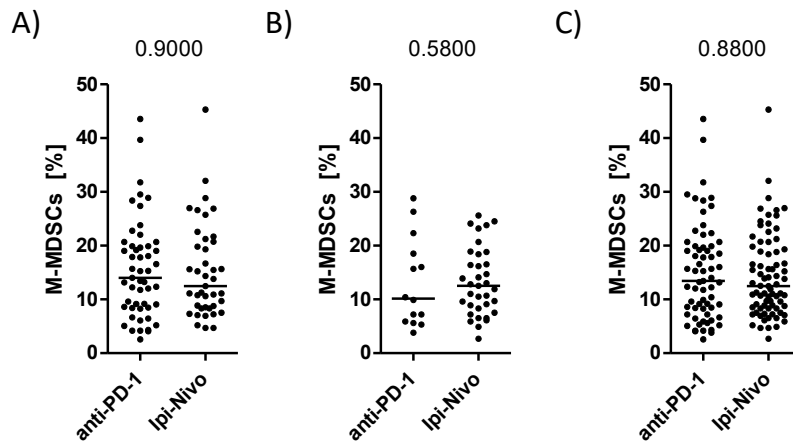 A)
0.9000
M-MDSCs [%]
50
40
30
20
10
0
anti-PD-1
Ipi-Nivo
B)
0.5800
M-MDSCs [%]
50
40
30
20
10
0
anti-PD-1
Ipi-Nivo
C)
0.8800
M-MDSCs [%]
50
40
30
20
10
0
anti-PD-1
Ipi-Nivo